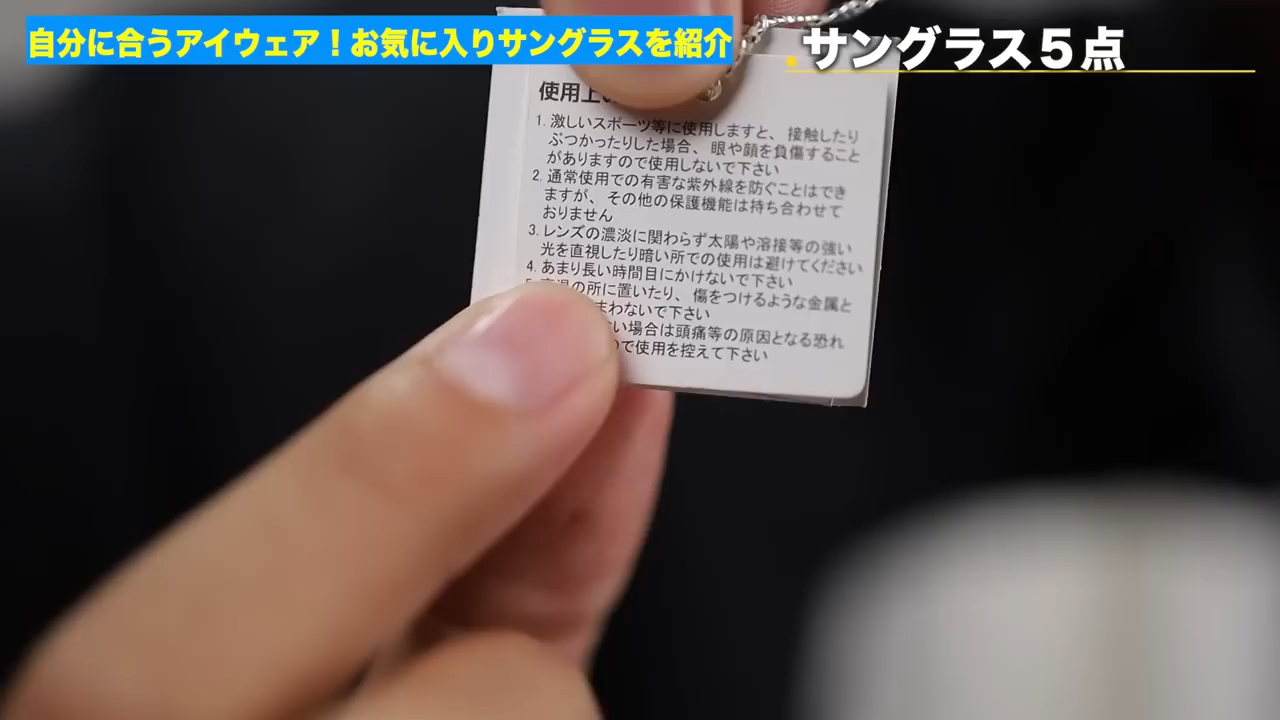 自分に合うアイウェア！お気に入りサングラスを紹介
サングラス５点
使用上の
1. 激しいスポーツ等に使用しますと、接触したり
ぶつかったりした場合、眼や顔を負傷すること
がありますので使用しないで下さい
2. 通常使用での有害な紫外線を防ぐことはでき
ますが、その他の保護機能は持ち合わせて
おりません
3. レンズの濃淡に関わらず太陽や溶接等の強い
光を直視したり暗い所での使用は避けてください
4. あまり長い時間目にかけないで下さい
5. 高温の所に置いたり、傷をつけるような金属と
まわないで下さい
い場合は頭痛等の原因となる恐れ
ので使用を控えて下さい